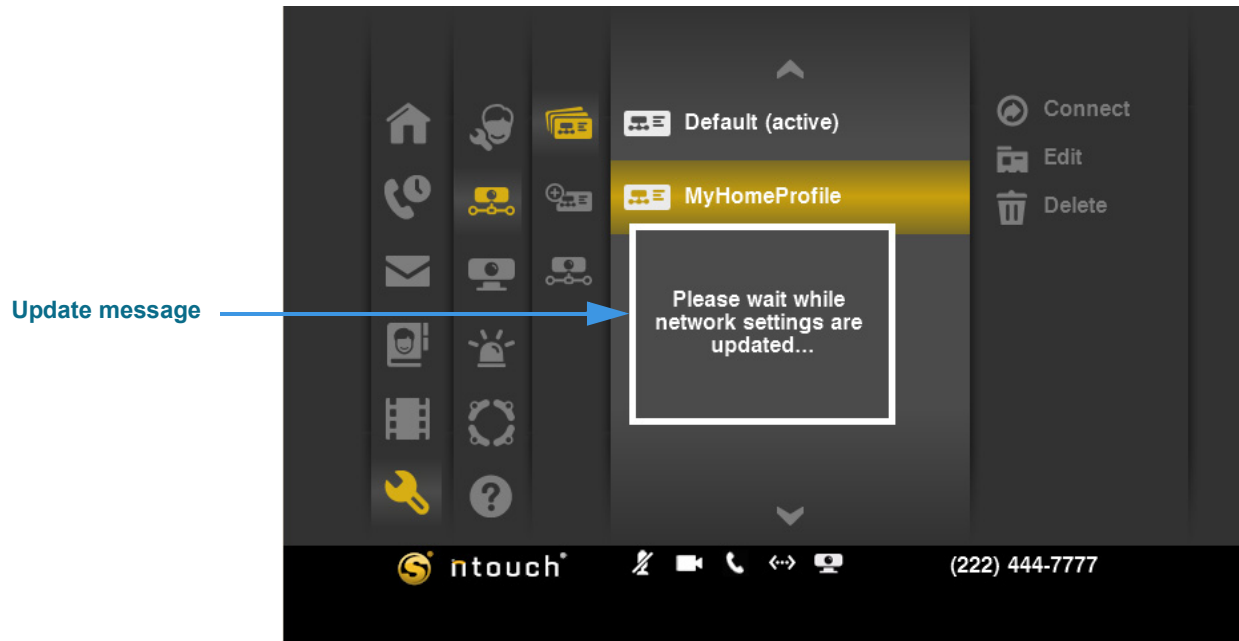 Default (active)
Connect
Edit
MyHomeProfile
Delete
Update message
Please wait while
network settings are
updated...
?
S ntouch
(222) 444-7777